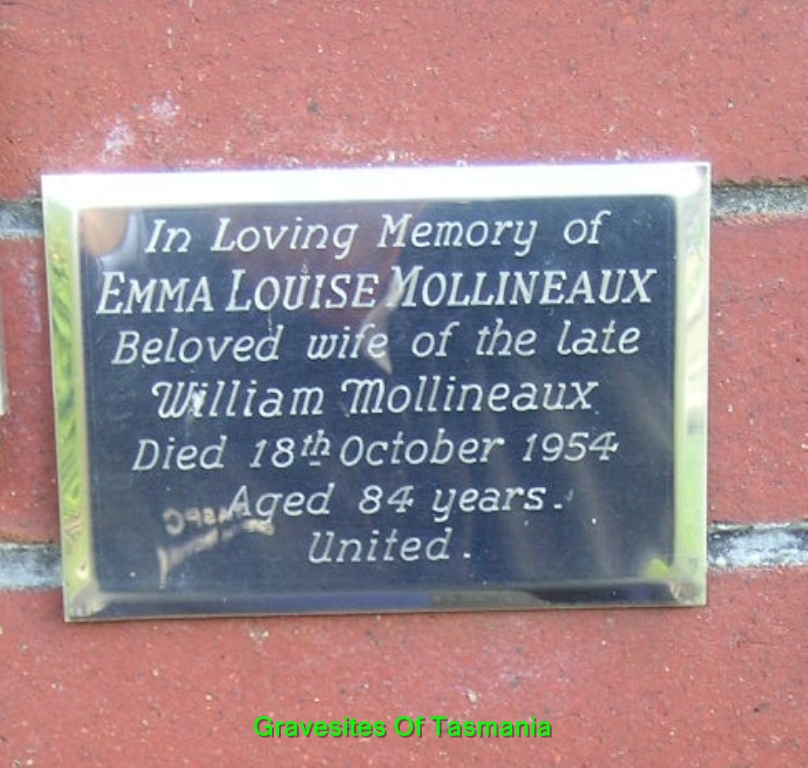 In Loving Memory of
EMMA LOUISE MOLLINEAUX
Beloved wife of the late
William Mollineaux
Died 18th October 1954
Aged 84 years.
United.
Gravesites Of Tasmania